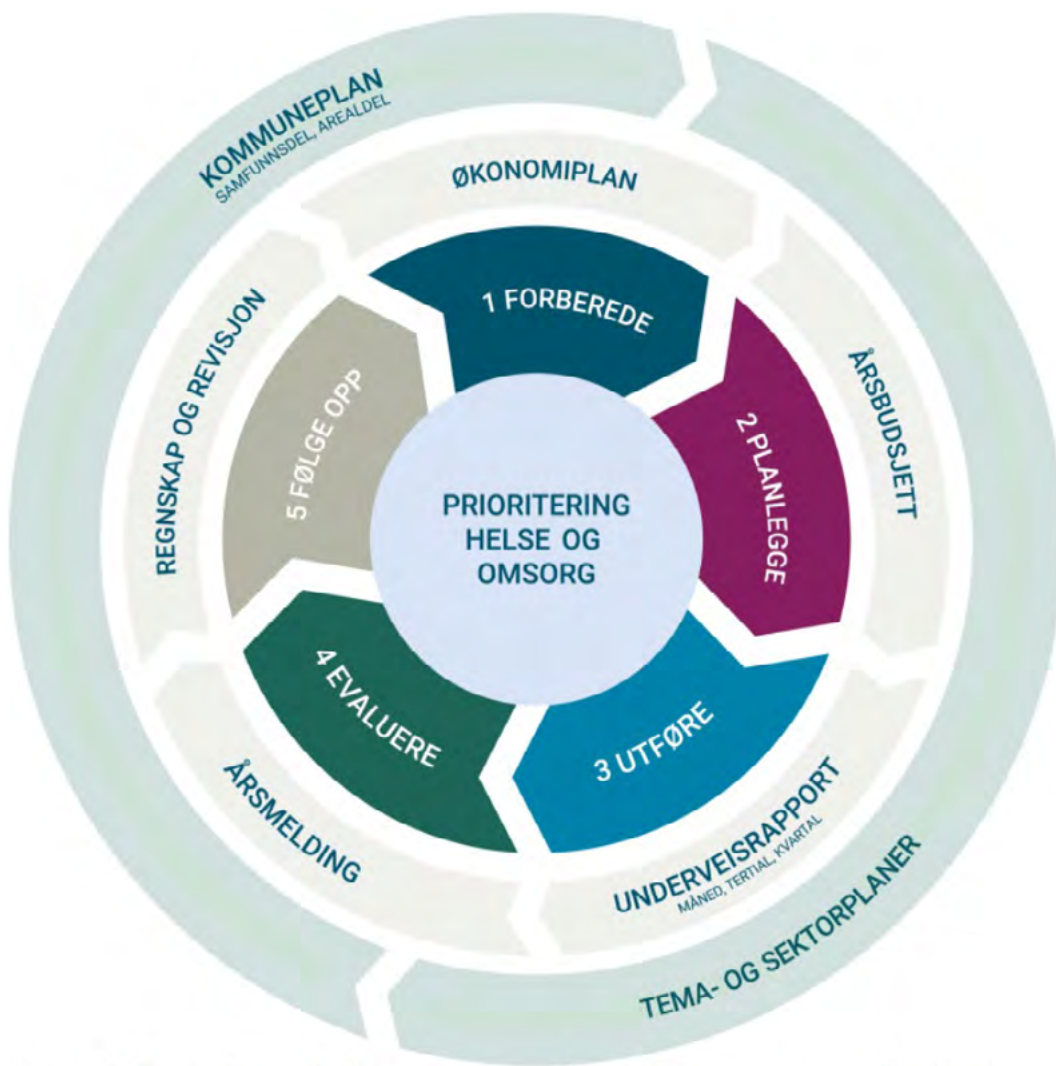 KOMMUNEPLAN
SAMFUNNSDEL, AREALDEL
ØKONOMIPLAN
ÅRSBUDSJETT
UNDERVEISRAPPORT
MÅNED, TERTIAL, KVARTAL
ÅRSMELDING
REGNSKAP OG REVISJON
TEMA- OG SEKTORPLANER
1 FORBEREDE
2 PLANLEGGE
3 UTFØRE
4 EVALUERE
5 FØLGE OPP
PRIORITERING
HELSE OG
OMSORG